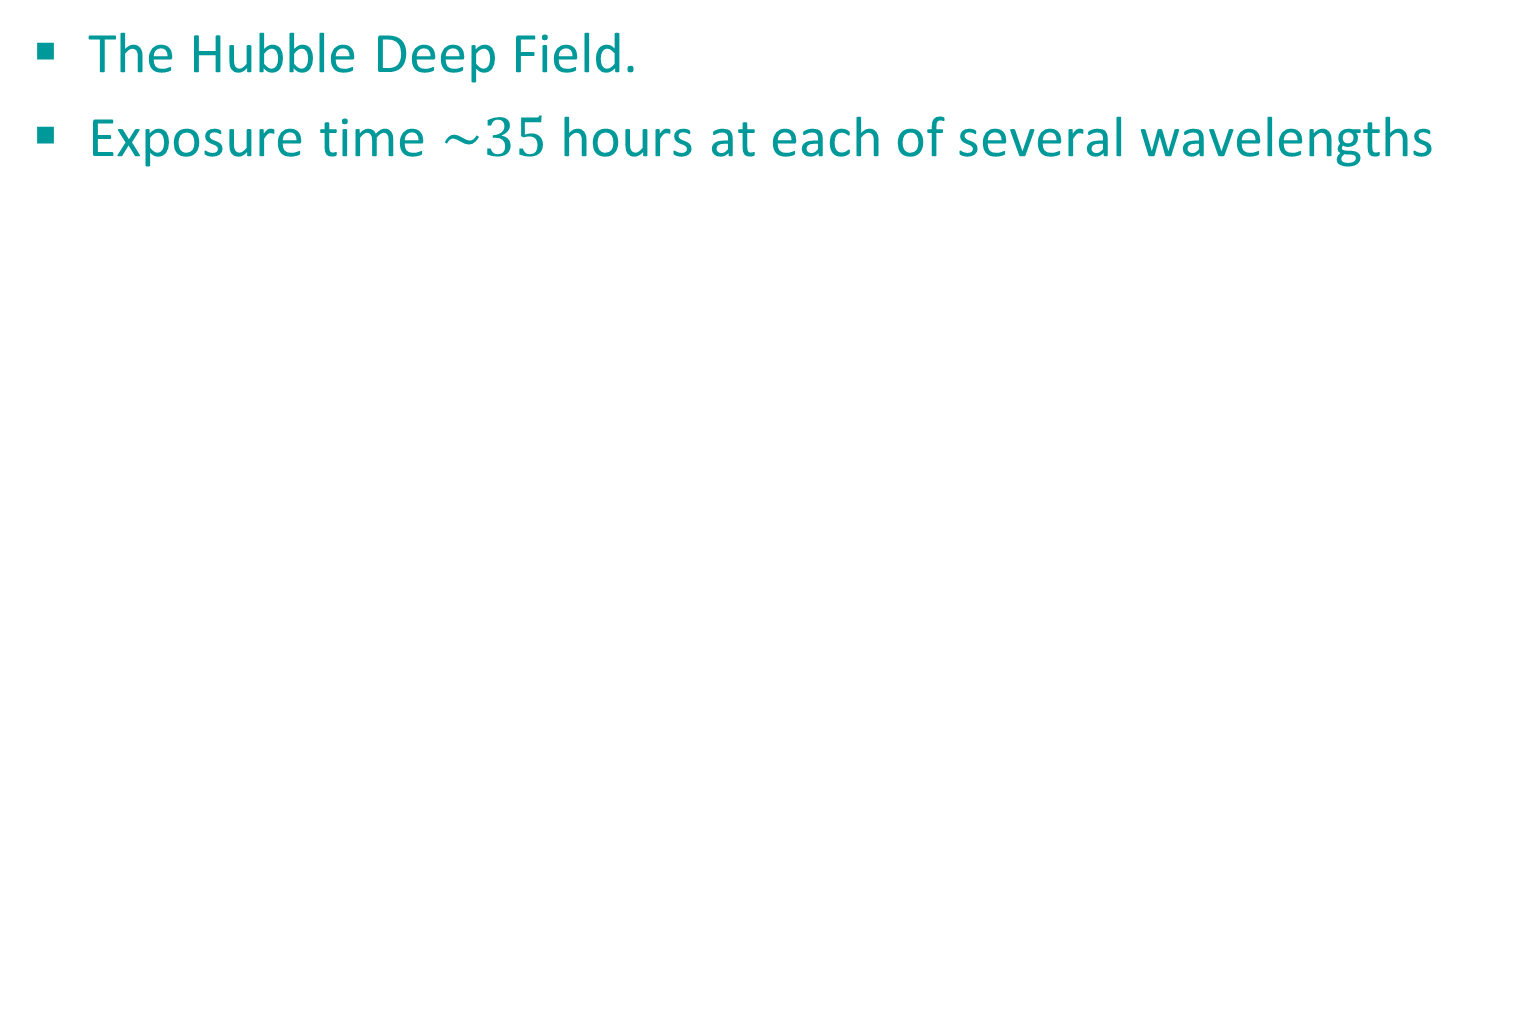 ▪ The Hubble Deep Field.
▪ Exposure time ~35 hours at each of several wavelengths